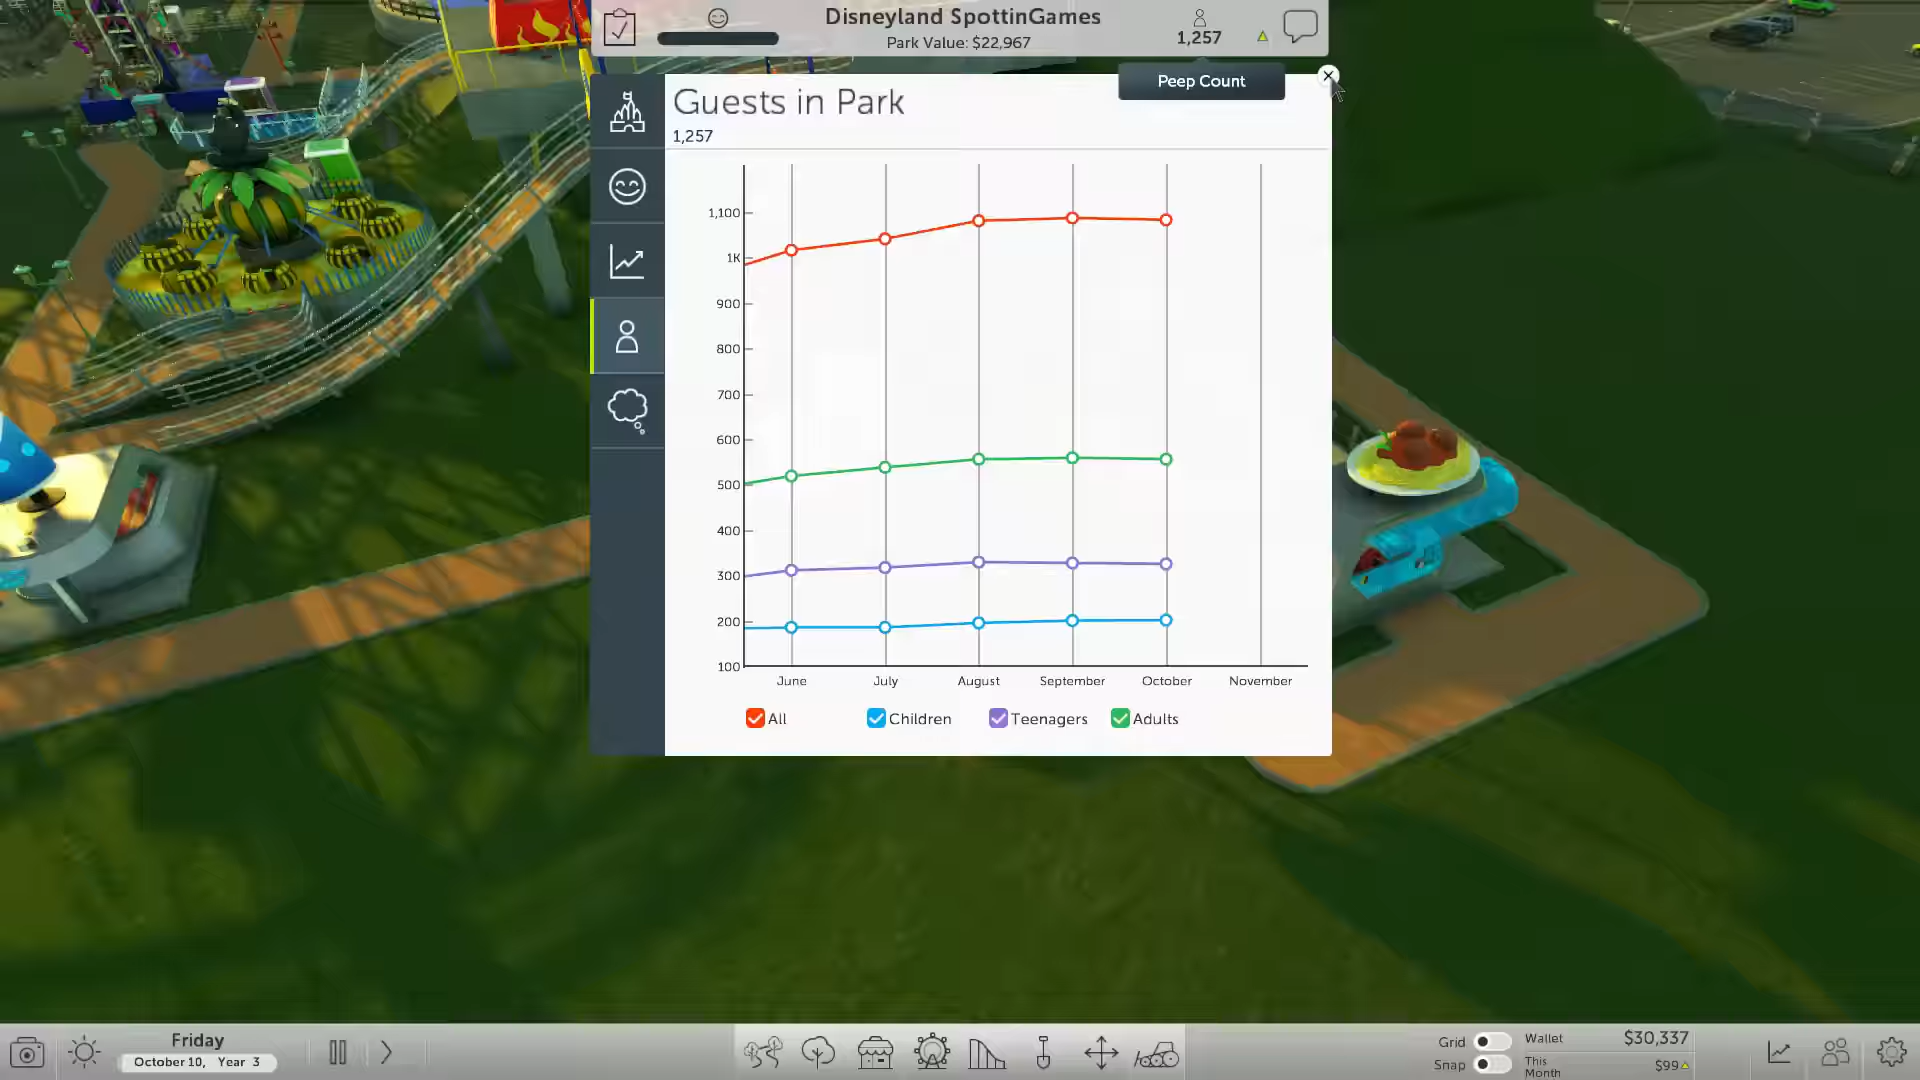 Disneyland SpottinGames
Park Value: $22,967
1,257
Peep Count
Guests in Park
1,257
1,100
1K
900
800
700
600
500
400
300
200
100
June July August September October November
All Children Teenagers Adults
Friday
October 10, Year 3
Grid
Snap
Wallet $30,337
This Month $99